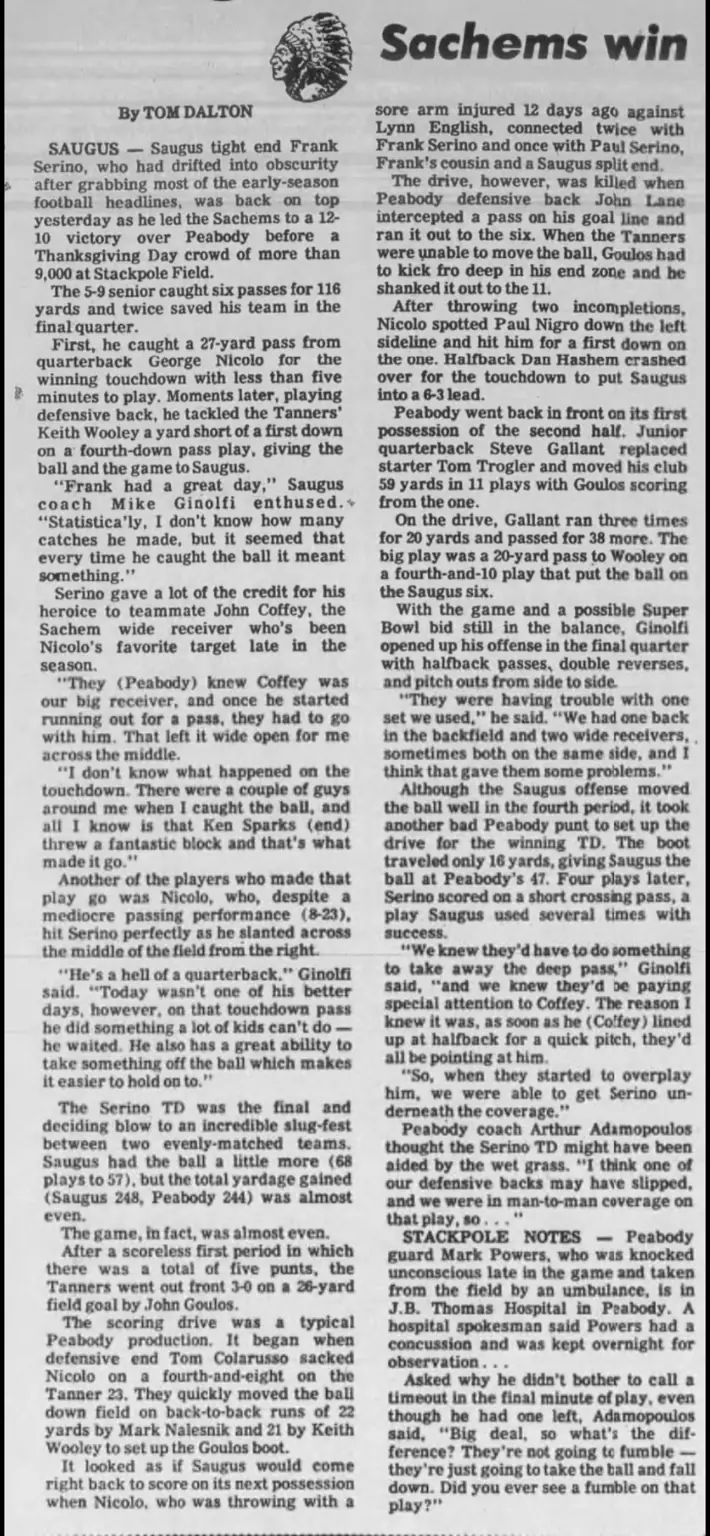 Sachems win
By TOM DALTON
SAUGUS — Saugus tight end Frank
Serino, who had drifted into obscurity
after grabbing most of the early-season
football headlines, was back on top
yesterday as he led the Sachems to a 12-
10 victory over Peabody before a
Thanksgiving Day crowd of more than
9,000 at Stackpole Field.
The 5-9 senior caught six passes for 116
yards and twice saved his team in the
final quarter.
First, he caught a 27-yard pass from
quarterback George Nicolo for the
winning touchdown with less than five
minutes to play. Moments later, playing
defensive back, he tackled the Tanners'
Keith Wooley a yard short of a first down
on a fourth-down pass play, giving the
ball and the game to Saugus.
"Frank had a great day," Saugus
coach Mike Ginolfi enthused.
"Statistica'ly, I don't know how many
catches he made, but it seemed that
every time he caught the ball it meant
something."
Serino gave a lot of the credit for his
heroice to teammate John Coffey, the
Sachem wide receiver who's been
Nicolo's favorite target late in the
season.
"They (Peabody) knew Coffey was
our big receiver, and once he started
running out for a pass, they had to go
with him. That left it wide open for me
across the middle.
"I don't know what happened on the
touchdown. There were a couple of guys
around me when I caught the ball, and
all I know is that Ken Sparks (end)
threw a fantastic block and that's what
made it go."
Another of the players who made that
play go was Nicolo, who, despite a
mediocre passing performance (8-23),
hit Serino perfectly as he slanted across
the middle of the field from the right.
"He's a hell of a quarterback," Ginolfi
said. "Today wasn't one of his better
days, however, on that touchdown pass
he did something a lot of kids can't do —
he waited. He also has a great ability to
take something off the ball which makes
it easier to hold on to."
The Serino TD was the final and
deciding blow to an incredible slug-fest
between two evenly-matched teams.
Saugus had the ball a little more (68
plays to 57), but the total yardage gained
(Saugus 248, Peabody 244) was almost
even.
The game, in fact, was almost even.
After a scoreless first period in which
there was a total of five punts, the
Tanners went out front 3-0 on a 26-yard
field goal by John Goulos.
The scoring drive was a typical
Peabody production. It began when
defensive end Tom Colarusso sacked
Nicolo on a fourth-and-eight on the
Tanner 23. They quickly moved the ball
down field on back-to-back runs of 22
yards by Mark Nalesnik and 21 by Keith
Wooley to set up the Goulos boot.
It looked as if Saugus would come
right back to score on its next possession
when Nicolo, who was throwing with a
sore arm injured 12 days ago against
Lynn English, connected twice with
Frank Serino and once with Paul Serino,
Frank's cousin and a Saugus split end.
The drive, however, was killed when
Peabody defensive back John Lane
intercepted a pass on his goal line and
ran it out to the six. When the Tanners
were unable to move the ball, Goulos had
to kick fro deep in his end zone and he
shanked it out to the 11.
After throwing two incompletions,
Nicolo spotted Paul Nigro down the left
sideline and hit him for a first down on
the one. Halfback Dan Hashem crashed
over for the touchdown to put Saugus
into a 6-3 lead.
Peabody went back in front on its first
possession of the second half. Junior
quarterback Steve Gallant replaced
starter Tom Trogler and moved his club
59 yards in 11 plays with Goulos scoring
from the one.
On the drive, Gallant ran three times
for 20 yards and passed for 38 more. The
big play was a 20-yard pass to Wooley on
a fourth-and-10 play that put the ball on
the Saugus six.
With the game and a possible Super
Bowl bid still in the balance, Ginolfi
opened up his offense in the final quarter
with halfback passes, double reverses,
and pitch outs from side to side.
"They were having trouble with one
set we used," he said. "We had one back
in the backfield and two wide receivers,
sometimes both on the same side, and I
think that gave them some problems."
Although the Saugus offense moved
the ball well in the fourth period, it took
another bad Peabody punt to set up the
drive for the winning TD. The boot
traveled only 16 yards, giving Saugus the
ball at Peabody's 47. Four plays later,
Serino scored on a short crossing pass, a
play Saugus used several times with
success.
"We knew they'd have to do something
to take away the deep pass," Ginolfi
said, "and we knew they'd be paying
special attention to Coffey. The reason I
knew it was, as soon as he (Coffey) lined
up at halfback for a quick pitch, they'd
all be pointing at him.
"So, when they started to overplay
him, we were able to get Serino un-
derneath the coverage."
Peabody coach Arthur Adamopoulos
thought the Serino TD might have been
aided by the wet grass. "I think one of
our defensive backs may have slipped,
and we were in man-to-man coverage on
that play, so . . . "
STACKPOLE NOTES — Peabody
guard Mark Powers, who was knocked
unconscious late in the game and taken
from the field by an umbulance, is in
J.B. Thomas Hospital in Peabody. A
hospital spokesman said Powers had a
concussion and was kept overnight for
observation . . .
Asked why he didn't bother to call a
timeout in the final minute of play, even
though he had one left, Adamopoulos
said, "Big deal, so what's the dif-
ference? They're not going to fumble —
they're just going to take the ball and fall
down. Did you ever see a fumble on that
play?"